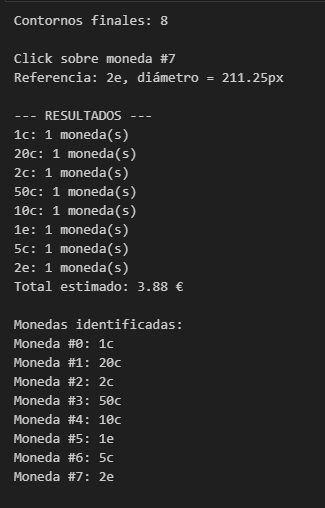 Contornos finales: 8
Click sobre moneda #7
Referencia: 2e, diámetro = 211.25px
--- RESULTADOS ---
1c: 1 moneda(s)
20c: 1 moneda(s)
2c: 1 moneda(s)
50c: 1 moneda(s)
10c: 1 moneda(s)
1e: 1 moneda(s)
5c: 1 moneda(s)
2e: 1 moneda(s)
Total estimado: 3.88 €
Monedas identificadas:
Moneda #0: 1c
Moneda #1: 20c
Moneda #2: 2c
Moneda #3: 50c
Moneda #4: 10c
Moneda #5: 1e
Moneda #6: 5c
Moneda #7: 2e